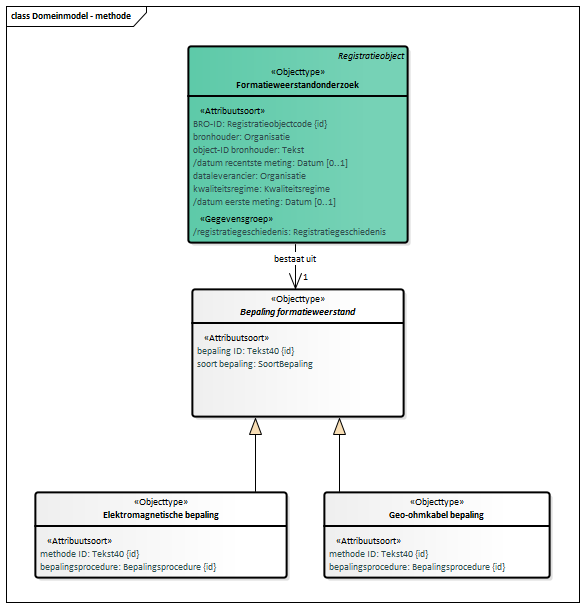 class Domeinmodel - methode
Registratieobject
«Objecttype»
Formatieweerstandonderzoek
«Attribuutsoort»
BRO-ID: Registratieobjectcode {id}
bronhouder: Organisatie
object-ID bronhouder: Tekst
/datum recentste meting: Datum [0..1]
dataleverancier: Organisatie
kwaliteitsregime: Kwaliteitsregime
/datum eerste meting: Datum [0..1]
«Gegevensgroep»
/registratiegeschiedenis: Registratiegeschiedenis
bestaat uit
1
«Objecttype»
Bepaling formatieweerstand
«Attribuutsoort»
bepaling ID: Tekst40 {id}
soort bepaling: SoortBepaling
«Objecttype»
Elektromagnetische bepaling
«Attribuutsoort»
methode ID: Tekst40 {id}
bepalingsprocedure: Bepalingsprocedure {id}
«Objecttype»
Geo-ohmkabel bepaling
«Attribuutsoort»
methode ID: Tekst40 {id}
bepalingsprocedure: Bepalingsprocedure {id}